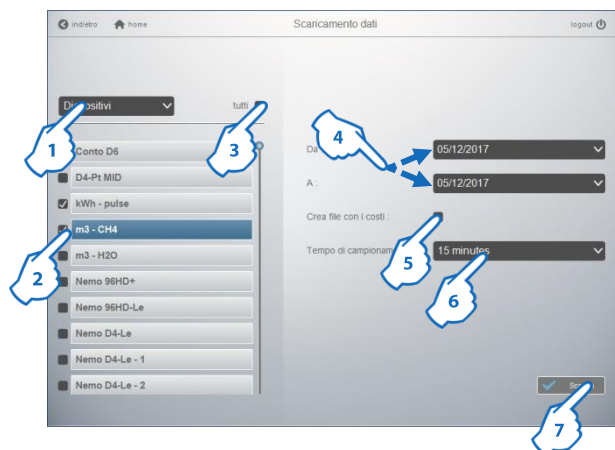 indietro home Scaricamento dati logout
tutti
1
3
4
Conto D6
D4-Pt MID
kWh - pulse
m3 - CH4
m3 - H2O
Nemo 96HD+
Nemo 96HD-Le
Nemo D4-Le
Nemo D4-Le - 1
Nemo D4-Le - 2
2
Da
05/12/2017
A :
05/12/2017
Crea file con i costi :
5
Tempo di
15 minutes
6
7